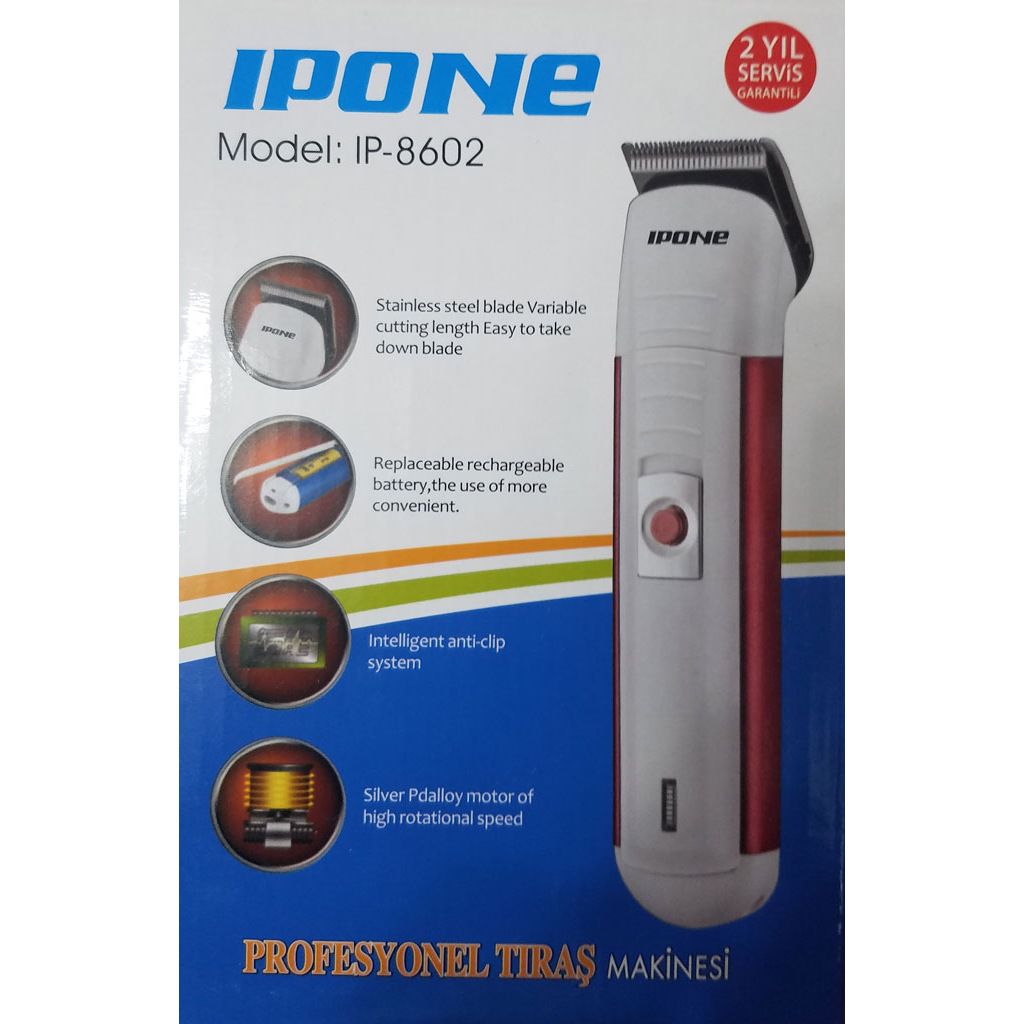 IPONE
2 YIL
SERVİS
GARANTİLİ
Model: IP-8602
IPONE
IPONE
Stainless steel blade Variable
cutting length Easy to take
down blade
Replaceable rechargeable
battery,the use of more
convenient.
Intelligent anti-clip
system
Silver Pdalloy motor of
high rotational speed
PROFESYONEL TIRAŞ MAKİNESİ